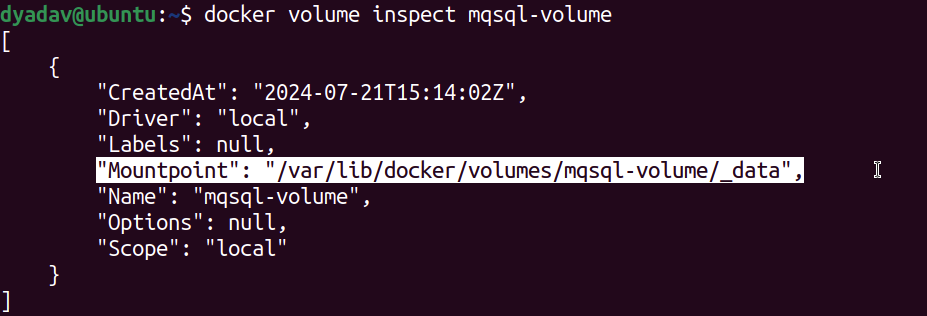 dyadav@ubuntu:~$ docker volume inspect mqsql-volume
[
    {
        "CreatedAt": "2024-07-21T15:14:02Z",
        "Driver": "local",
        "Labels": null,
        "Mountpoint": "/var/lib/docker/volumes/mqsql-volume/_data",
        "Name": "mqsql-volume",
        "Options": null,
        "Scope": "local"
    }
]